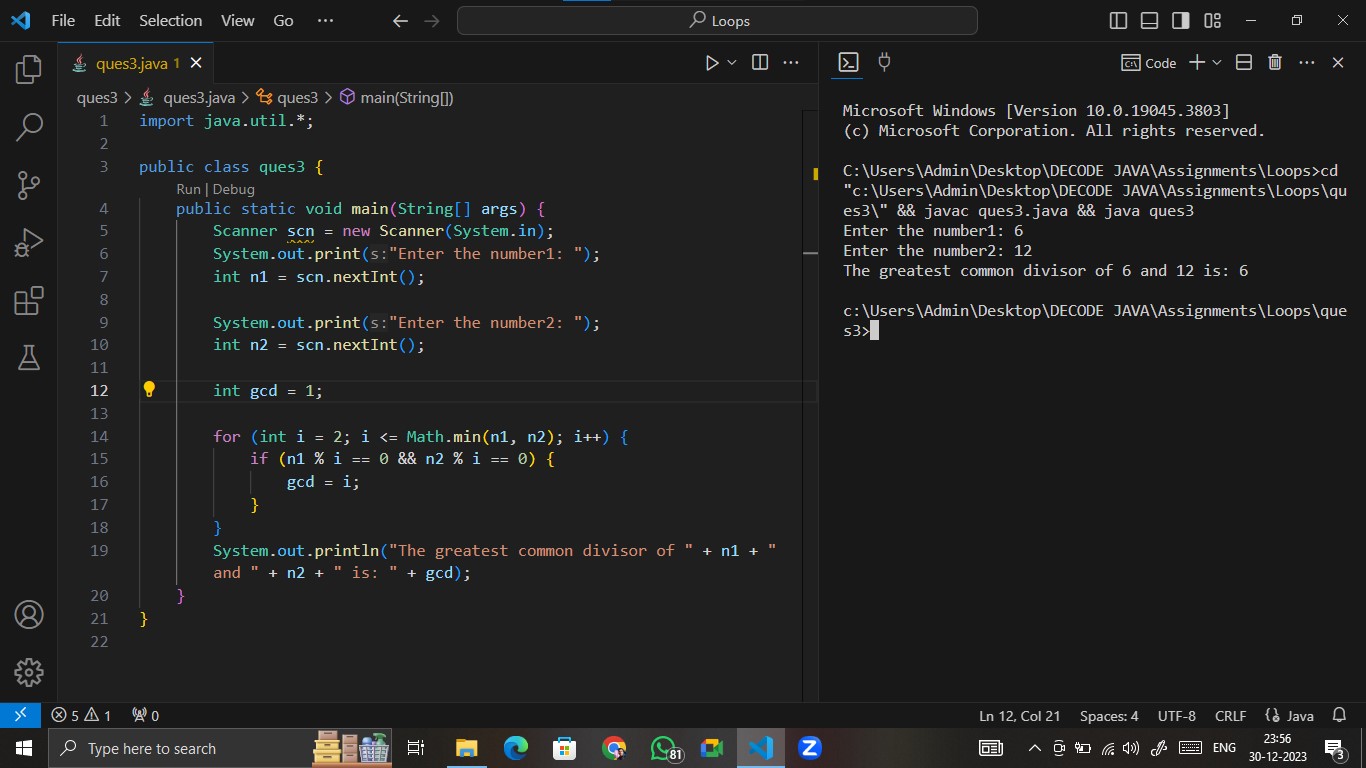 File Edit Selection View Go ··· Loops
ques3.java 1
ques3 > ques3.java > ques3 > main(String[])
1 import java.util.*;
2
3 public class ques3 {
Run | Debug
4 public static void main(String[] args) {
5 Scanner scn = new Scanner(System.in);
6 System.out.print(s:"Enter the number1: ");
7 int n1 = scn.nextInt();
8
9 System.out.print(s:"Enter the number2: ");
10 int n2 = scn.nextInt();
11
12 int gcd = 1;
13
14 for (int i = 2; i <= Math.min(n1, n2); i++) {
15 if (n1 % i == 0 && n2 % i == 0) {
16 gcd = i;
17 }
18 }
19 System.out.println("The greatest common divisor of " + n1 + "
and " + n2 + " is: " + gcd);
20 }
21 }
22
Code
Microsoft Windows [Version 10.0.19045.3803]
(c) Microsoft Corporation. All rights reserved.
C:\Users\Admin\Desktop\DECODE JAVA\Assignments\Loops>cd
"c:\Users\Admin\Desktop\DECODE JAVA\Assignments\Loops\qu
es3\" && javac ques3.java && java ques3
Enter the number1: 6
Enter the number2: 12
The greatest common divisor of 6 and 12 is: 6
c:\Users\Admin\Desktop\DECODE JAVA\Assignments\Loops\que
s3>
5 1 0 Ln 12, Col 21 Spaces: 4 UTF-8 CRLF Java
Type here to search 81 ENG 23:56
30-12-2023 3